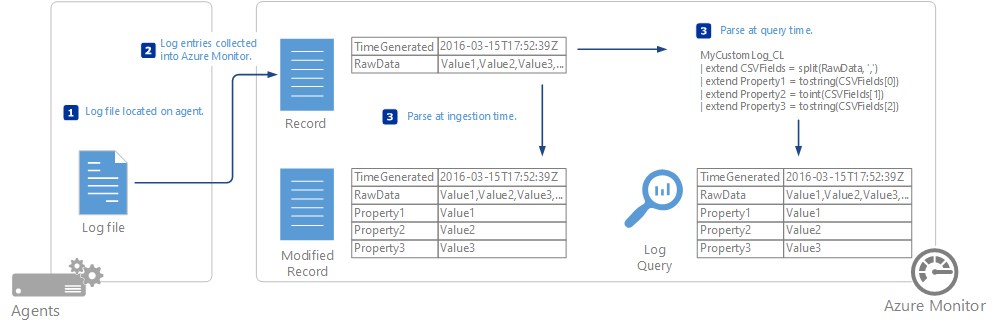 1 Log file located on agent.
Log file
Agents
2 Log entries collected
into Azure Monitor.
Record
TimeGenerated 2016-03-15T17:52:39Z
RawData Value1,Value2,Value3,...
3 Parse at ingestion time.
Modified
Record
TimeGenerated 2016-03-15T17:52:39Z
RawData Value1,Value2,Value3,...
Property1 Value1
Property2 Value2
Property3 Value3
3 Parse at query time.
MyCustomLog_CL
| extend CSVFields = split(RawData, ',')
| extend Property1 = tostring(CSVFields[0])
| extend Property2 = toint(CSVFields[1])
| extend Property3 = tostring(CSVFields[2])
Log
Query
TimeGenerated 2016-03-15T17:52:39Z
RawData Value1,Value2,Value3,...
Property1 Value1
Property2 Value2
Property3 Value3
Azure Monitor